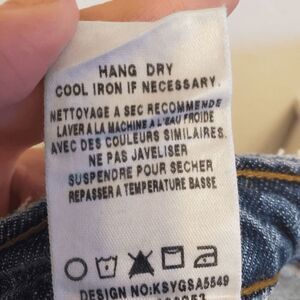 HANG DRY
COOL IRON IF NECESSARY.
NETTOYAGE A SEC RECOMMENDE
LAVER A LA MACHINE A L'EAU FROIDE
AVEC DES COULEURS SIMILAIRES.
NE PAS JAVELISER
SUSPENDRE POUR SECHER
REPASSER A TEMPERATURE BASSE
DESIGN NO:KSYGSA5549